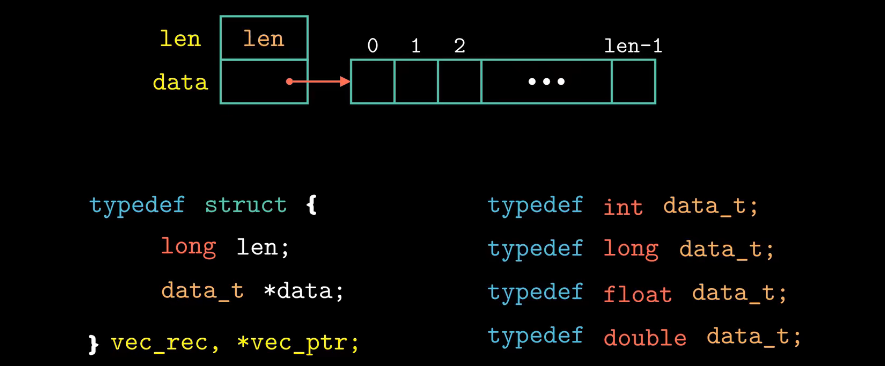 len len
0 1 2 ••• len-1
data
typedef struct {
long len;
data_t *data;
} vec_rec, *vec_ptr;
typedef int data_t;
typedef long data_t;
typedef float data_t;
typedef double data_t;